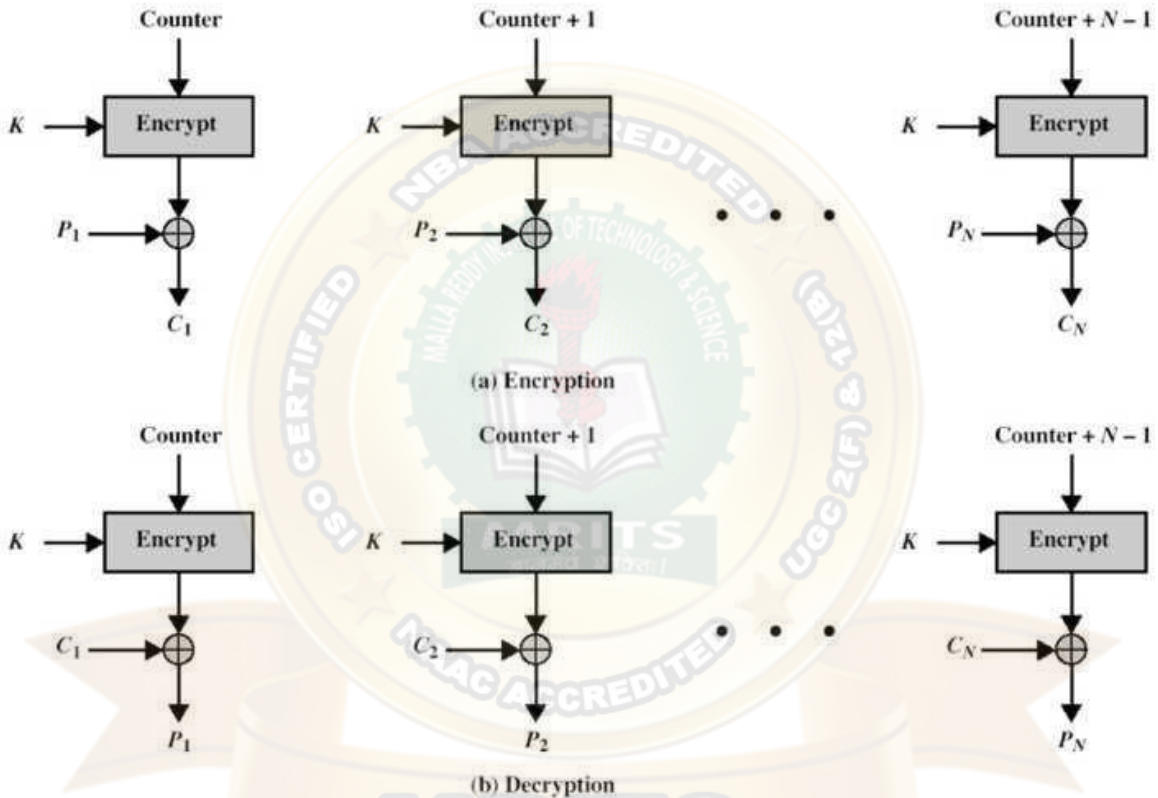 Counter Counter + 1 Counter + N – 1
K Encrypt K Encrypt K Encrypt
P1 P2 PN
C1 C2 CN
(a) Encryption
Counter Counter + 1 Counter + N – 1
K Encrypt K Encrypt K Encrypt
C1 C2 CN
P1 P2 PN
(b) Decryption
NBA ACCREDITED
UGC 2(F) & 12(B)
NAAC ACCREDITED
OSI CERTIFIED
OF TECHNOLOGY & SCIENCE
MALLA REDDY
MRITS